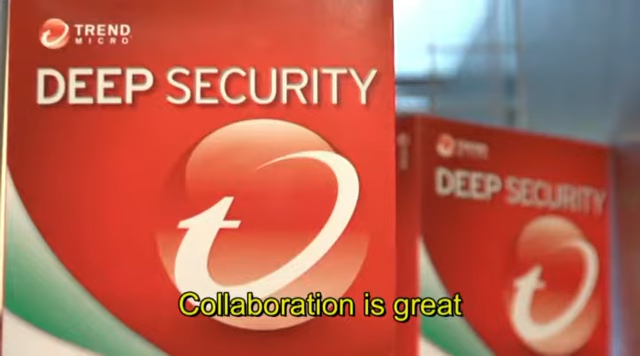 TREND
MICRO
DEEP SECURITY
DEEP SECURITY
Collaboration is great